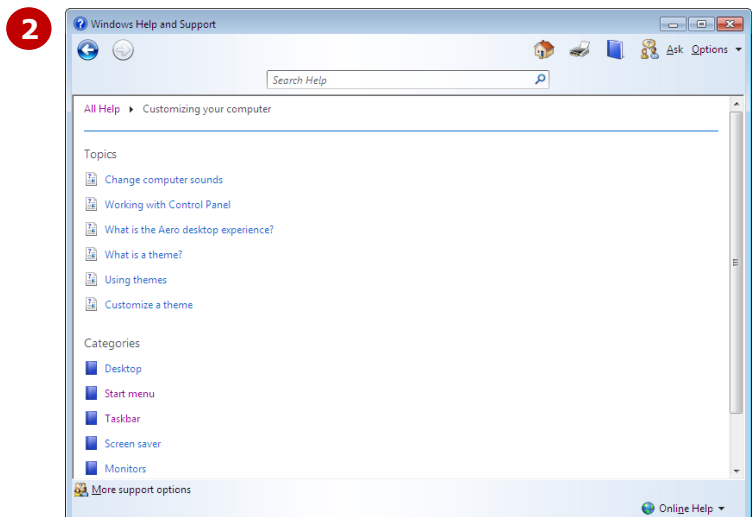 2
Windows Help and Support
Ask Options
Search Help
All Help Customizing your computer
Topics
Change computer sounds
Working with Control Panel
What is the Aero desktop experience?
What is a theme?
Using themes
Customize a theme
Categories
Desktop
Start menu
Taskbar
Screen saver
Monitors
More support options
Online Help